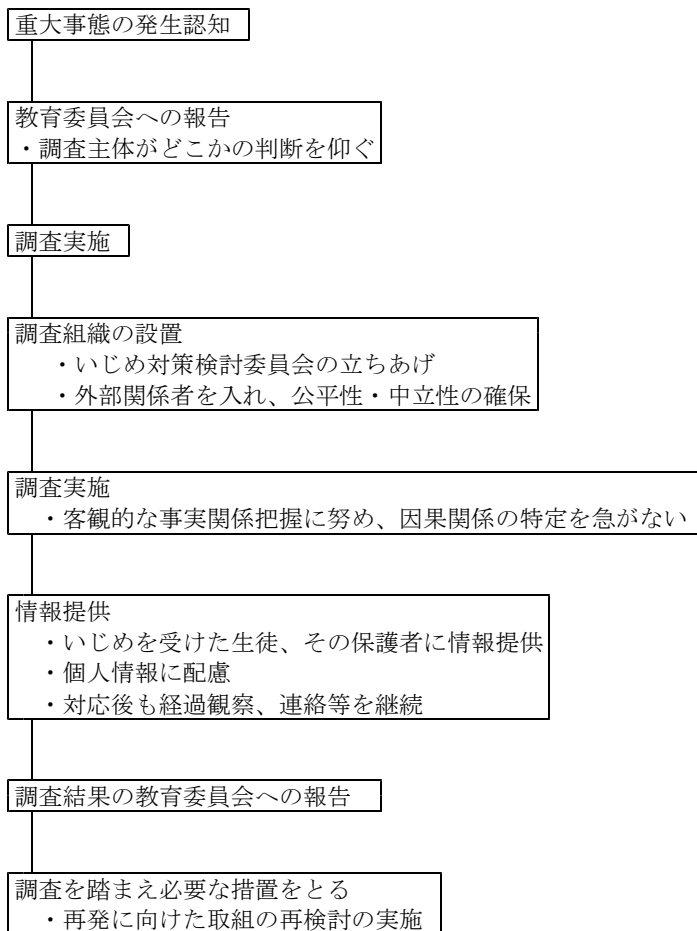 重大事態の発生認知
教育委員会への報告
・調査主体がどこかの判断を仰ぐ
調査実施
調査組織の設置
・いじめ対策検討委員会の立ちあげ
・外部関係者を入れ、公平性・中立性の確保
調査実施
・客観的な事実関係把握に努め、因果関係の特定を急がない
情報提供
・いじめを受けた生徒、その保護者に情報提供
・個人情報に配慮
・対応後も経過観察、連絡等を継続
調査結果の教育委員会への報告
調査を踏まえ必要な措置をとる
・再発に向けた取組の再検討の実施